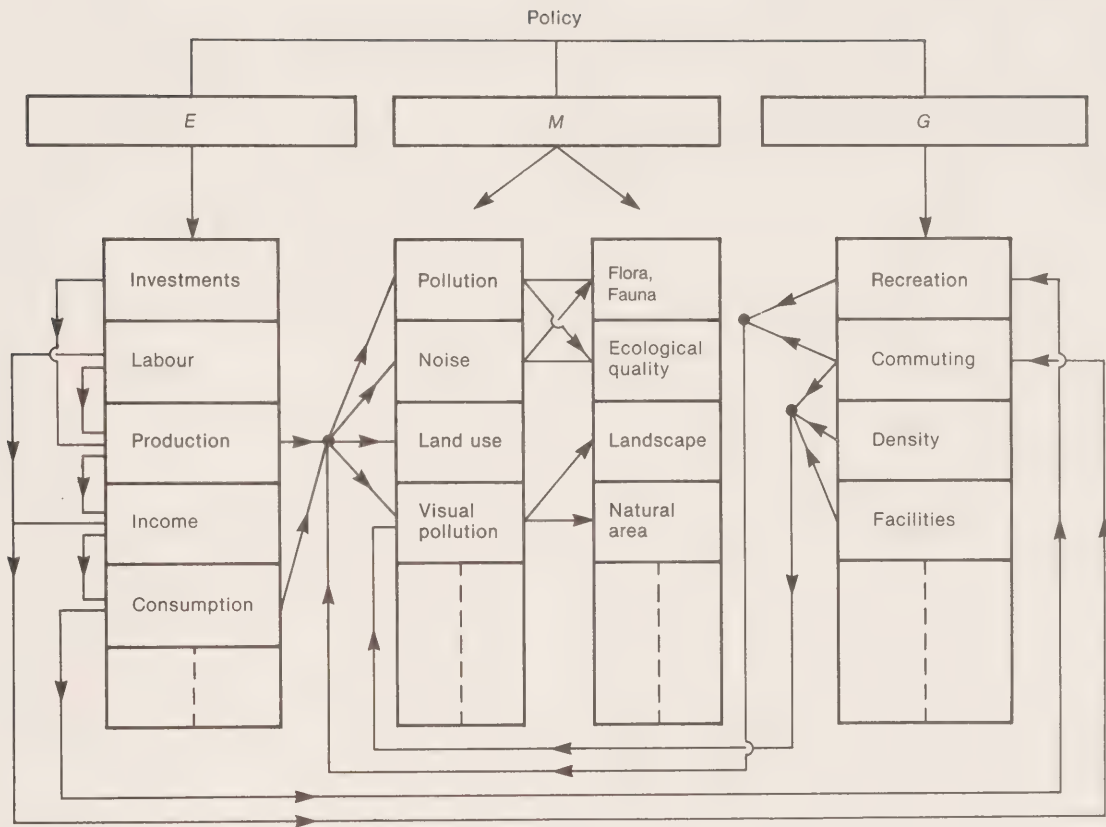 Policy
E
M
G
Investments
Labour
Production
Income
Consumption
Pollution
Noise
Land use
Visual
pollution
Flora,
Fauna
Ecological
quality
Landscape
Natural
area
Recreation
Commuting
Density
Facilities